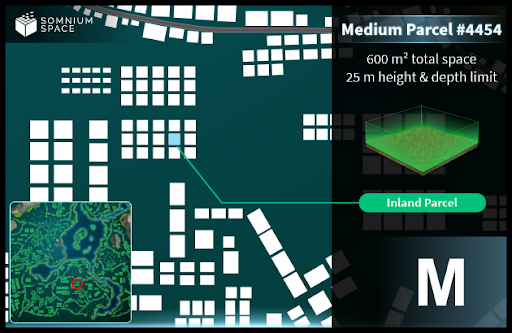 SOMNIUM
SPACE
Medium Parcel #4454
600 m² total space
25 m height & depth limit
Inland Parcel
M